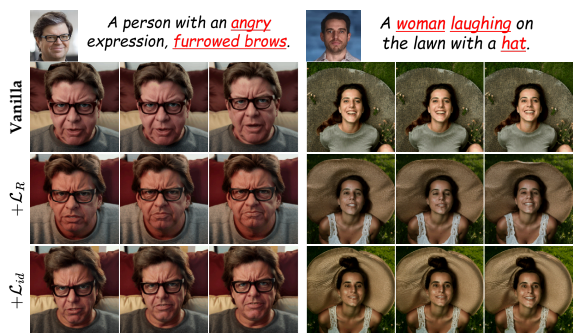 A person with an angry
expression, furrowed brows.
A woman laughing on
the lawn with a hat.
Vanilla
+ℒ_R
+ℒ_id